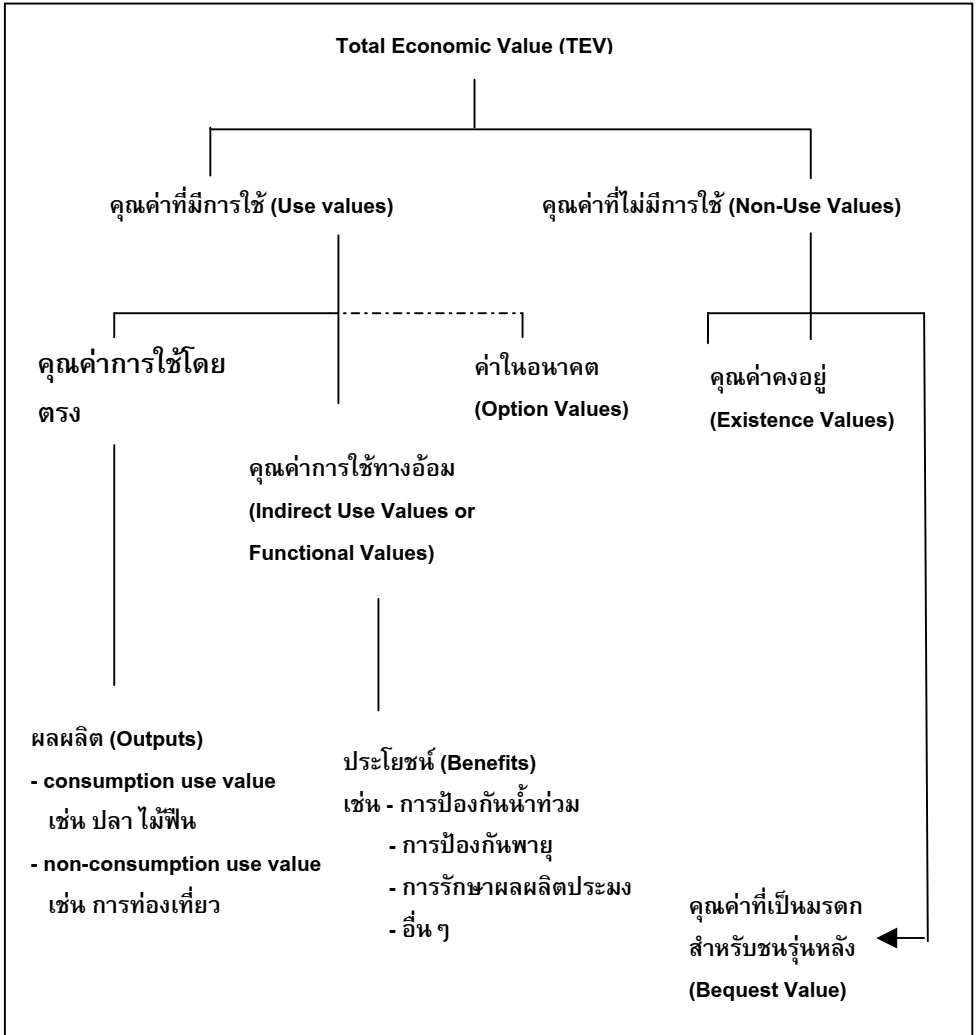 Total Economic Value (TEV)
คุณค่าที่มีการใช้ (Use values)
คุณค่าที่ไม่มีการใช้ (Non-Use Values)
คุณค่าการใช้โดย
ตรง
ค่าในอนาคต
(Option Values)
คุณค่าคงอยู่
(Existence Values)
คุณค่าการใช้ทางอ้อม
(Indirect Use Values or
Functional Values)
ผลผลิต (Outputs)
- consumption use value
เช่น ปลา ไม้ฟืน
- non-consumption use value
เช่น การท่องเที่ยว
ประโยชน์ (Benefits)
เช่น - การป้องกันน้ำท่วม
- การป้องกันพายุ
- การรักษาผลผลิตประมง
- อื่น ๆ
คุณค่าที่เป็นมรดก
สำหรับชนรุ่นหลัง
(Bequest Value)